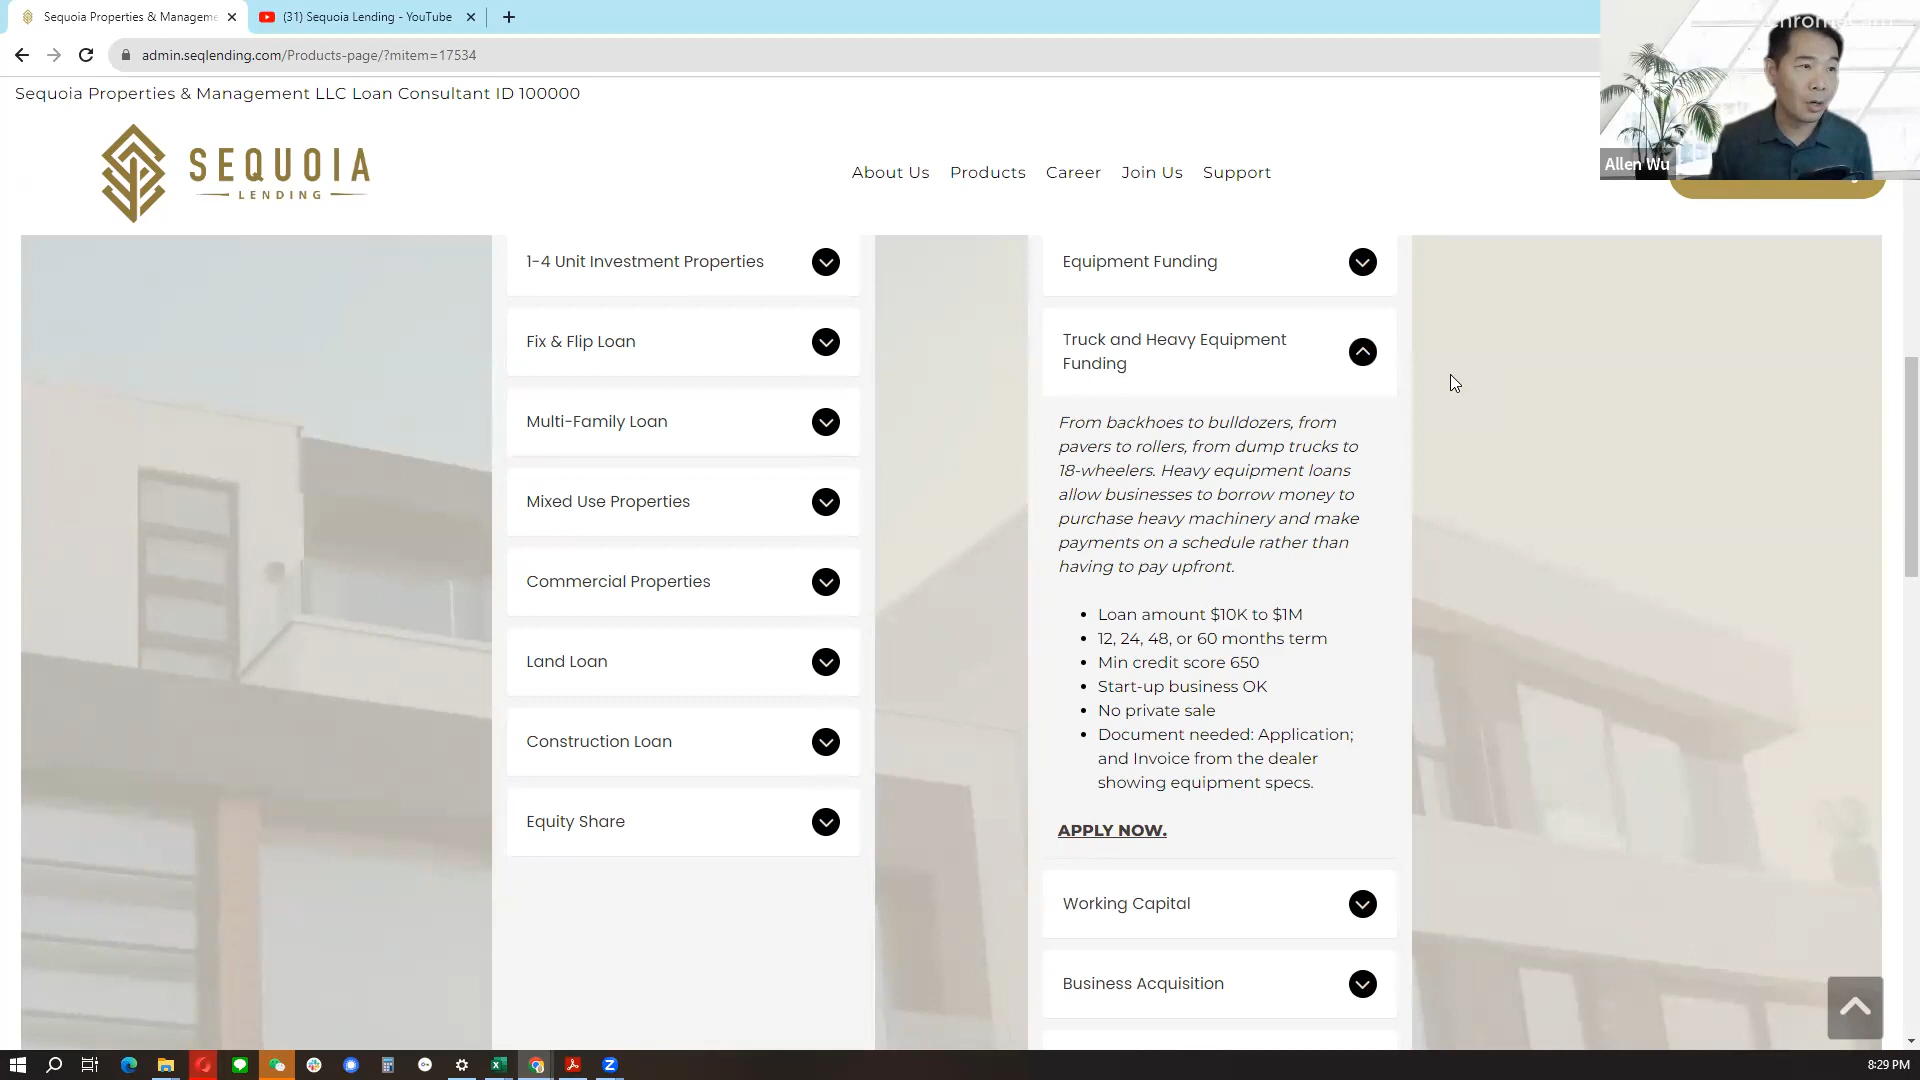 Sequoia Properties & Manageme
(31) Sequoia Lending - YouTube
admin.seqlending.com/Products-page/?mitem=17534
Sequoia Properties & Management LLC Loan Consultant ID 100000
SEQUOIA
LENDING
About Us
Products
Career
Join Us
Support
Allen Wu
1-4 Unit Investment Properties
Fix & Flip Loan
Multi-Family Loan
Mixed Use Properties
Commercial Properties
Land Loan
Construction Loan
Equity Share
Equipment Funding
Truck and Heavy Equipment
Funding
From backhoes to bulldozers, from
pavers to rollers, from dump trucks to
18-wheelers. Heavy equipment loans
allow businesses to borrow money to
purchase heavy machinery and make
payments on a schedule rather than
having to pay upfront.
• Loan amount $10K to $1M
• 12, 24, 48, or 60 months term
• Min credit score 650
• Start-up business OK
• No private sale
• Document needed: Application;
and Invoice from the dealer
showing equipment specs.
APPLY NOW.
Working Capital
Business Acquisition
8:29 PM